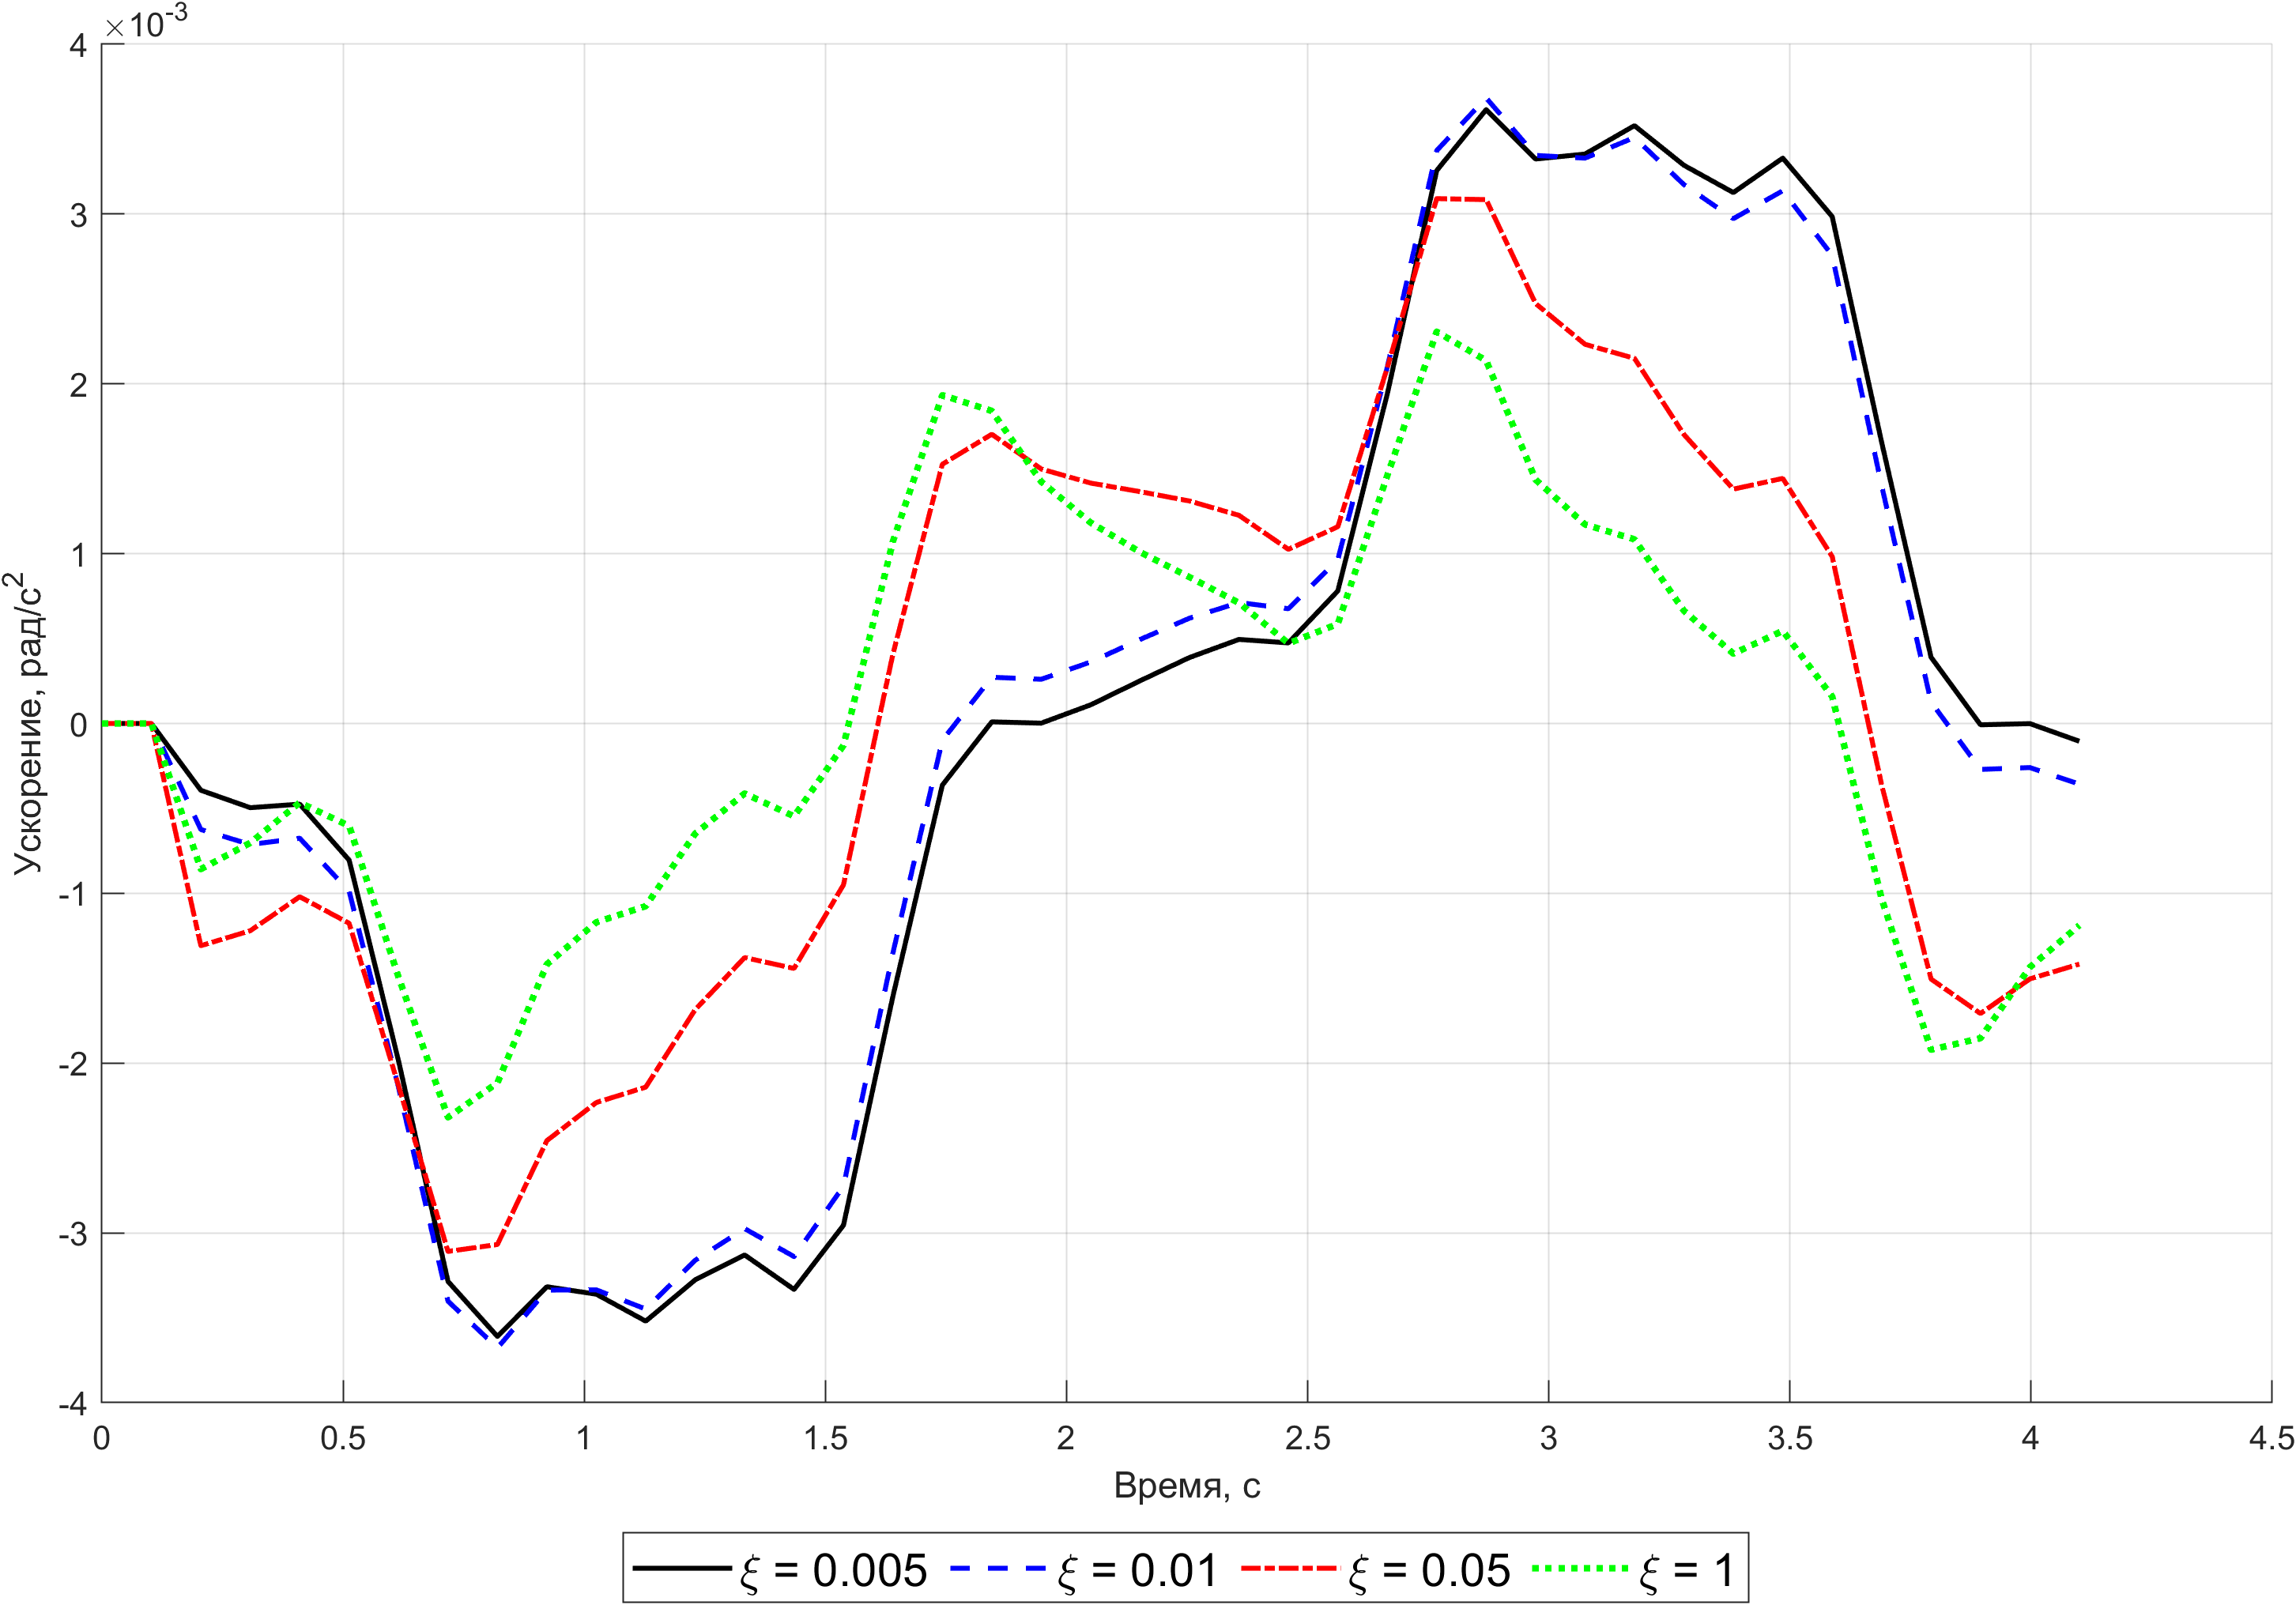 ×10-3
4
3
2
1
0
-1
-2
-3
-4
Ускорение, рад/с2
0 0.5 1 1.5 2 2.5 3 3.5 4 4.5
Время, с
ξ = 0.005 ξ = 0.01 ξ = 0.05 ξ = 1